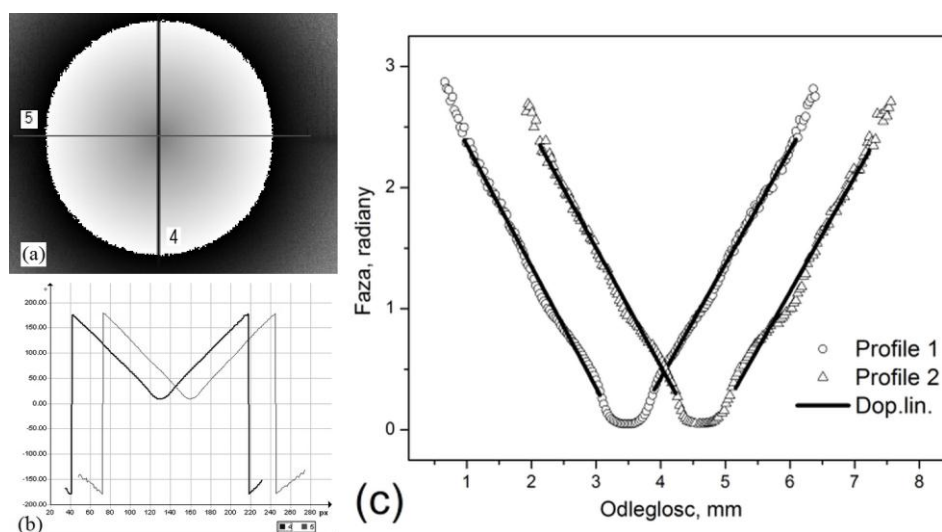 5
4
(a)
°
200.00
150.00
100.00
50.00
0.00
-50.00
-100.00
-150.00
-200.00
20 40 60 80 100 120 140 160 180 200 220 240 260 280 px
(b)
4 5
Faza, radiany
3
2
1
0
1 2 3 4 5 6 7 8
Odleglosc, mm
Profile 1
Profile 2
Dop.lin.
(c)